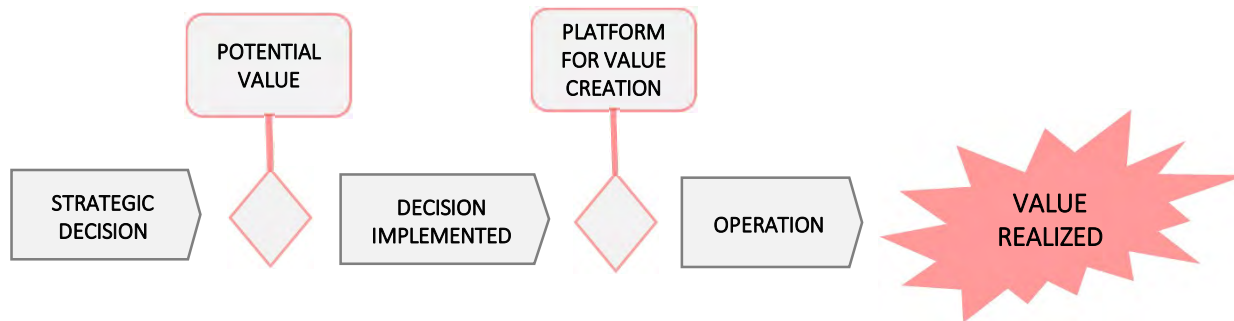 POTENTIAL
VALUE
PLATFORM
FOR VALUE
CREATION
STRATEGIC
DECISION
DECISION
IMPLEMENTED
OPERATION
VALUE
REALIZED